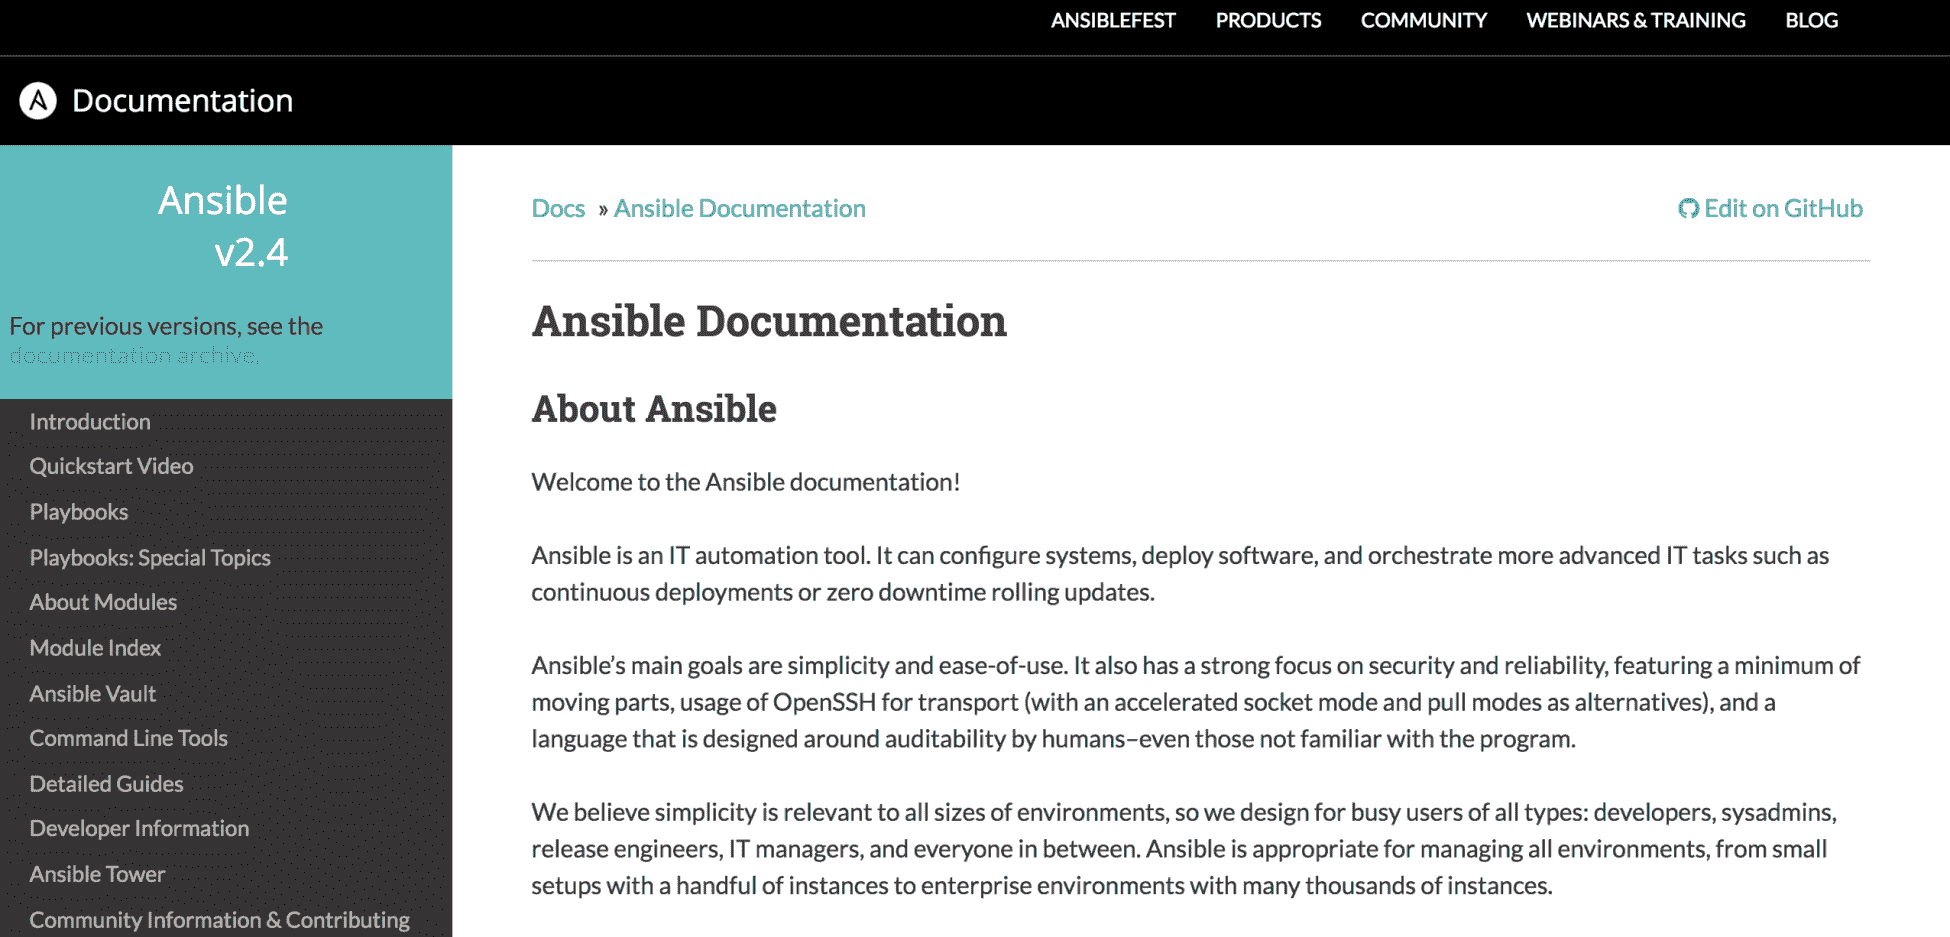 ANSIBLEFEST PRODUCTS COMMUNITY WEBINARS & TRAINING BLOG
Documentation
Ansible
v2.4
For previous versions, see the
documentation archive.
Introduction
Quickstart Video
Playbooks
Playbooks: Special Topics
About Modules
Module Index
Ansible Vault
Command Line Tools
Detailed Guides
Developer Information
Ansible Tower
Community Information & Contributing
Docs » Ansible Documentation
Edit on GitHub
Ansible Documentation
About Ansible
Welcome to the Ansible documentation!
Ansible is an IT automation tool. It can configure systems, deploy software, and orchestrate more advanced IT tasks such as
continuous deployments or zero downtime rolling updates.
Ansible’s main goals are simplicity and ease-of-use. It also has a strong focus on security and reliability, featuring a minimum of
moving parts, usage of OpenSSH for transport (with an accelerated socket mode and pull modes as alternatives), and a
language that is designed around auditability by humans–even those not familiar with the program.
We believe simplicity is relevant to all sizes of environments, so we design for busy users of all types: developers, sysadmins,
release engineers, IT managers, and everyone in between. Ansible is appropriate for managing all environments, from small
setups with a handful of instances to enterprise environments with many thousands of instances.